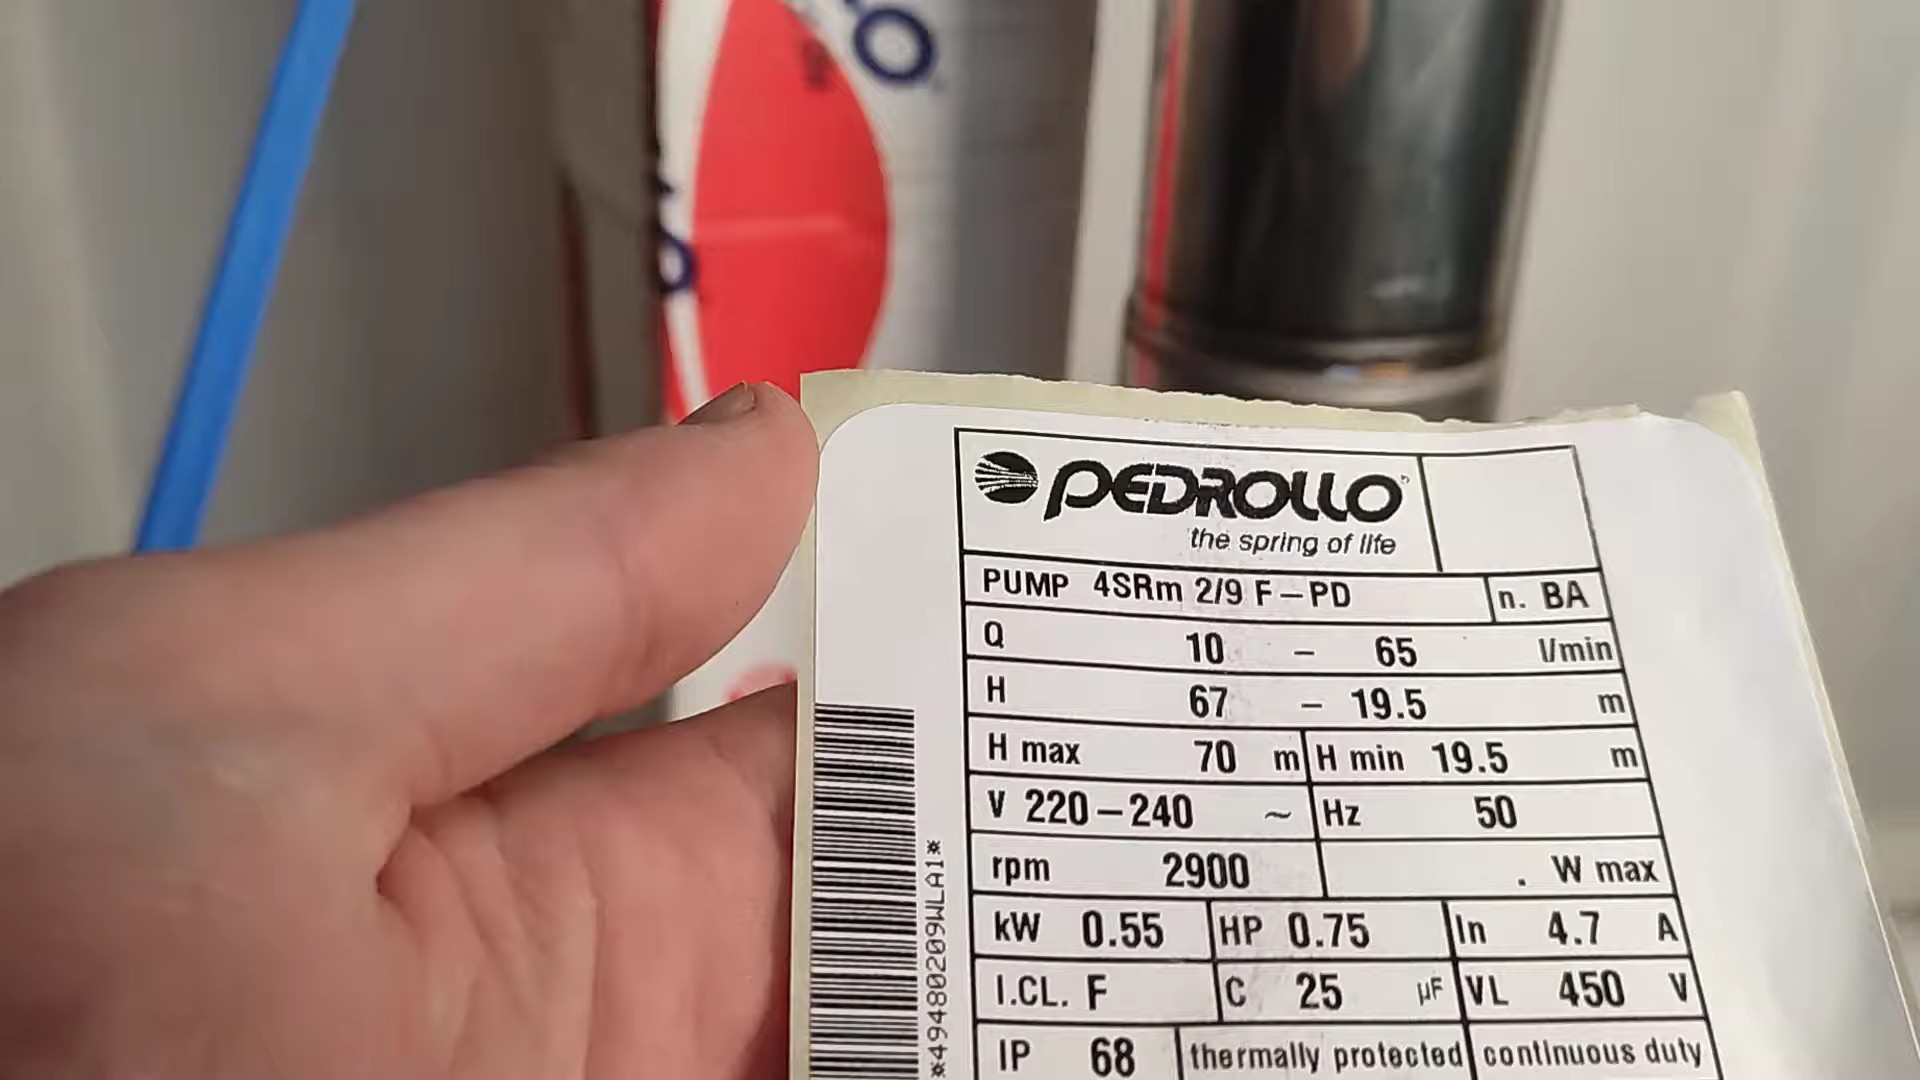 PEDROLLO
the spring of life
PUMP 4SRm 2/9 F-PD n. BA
Q 10 - 65 l/min
H 67 - 19.5 m
H max 70 m H min 19.5 m
V 220-240 ~ Hz 50
rpm 2900 . W max
kW 0.55 HP 0.75 In 4.7 A
I.CL. F C 25 µF VL 450 V
IP 68 thermally protected continuous duty
*494480209WLA1*